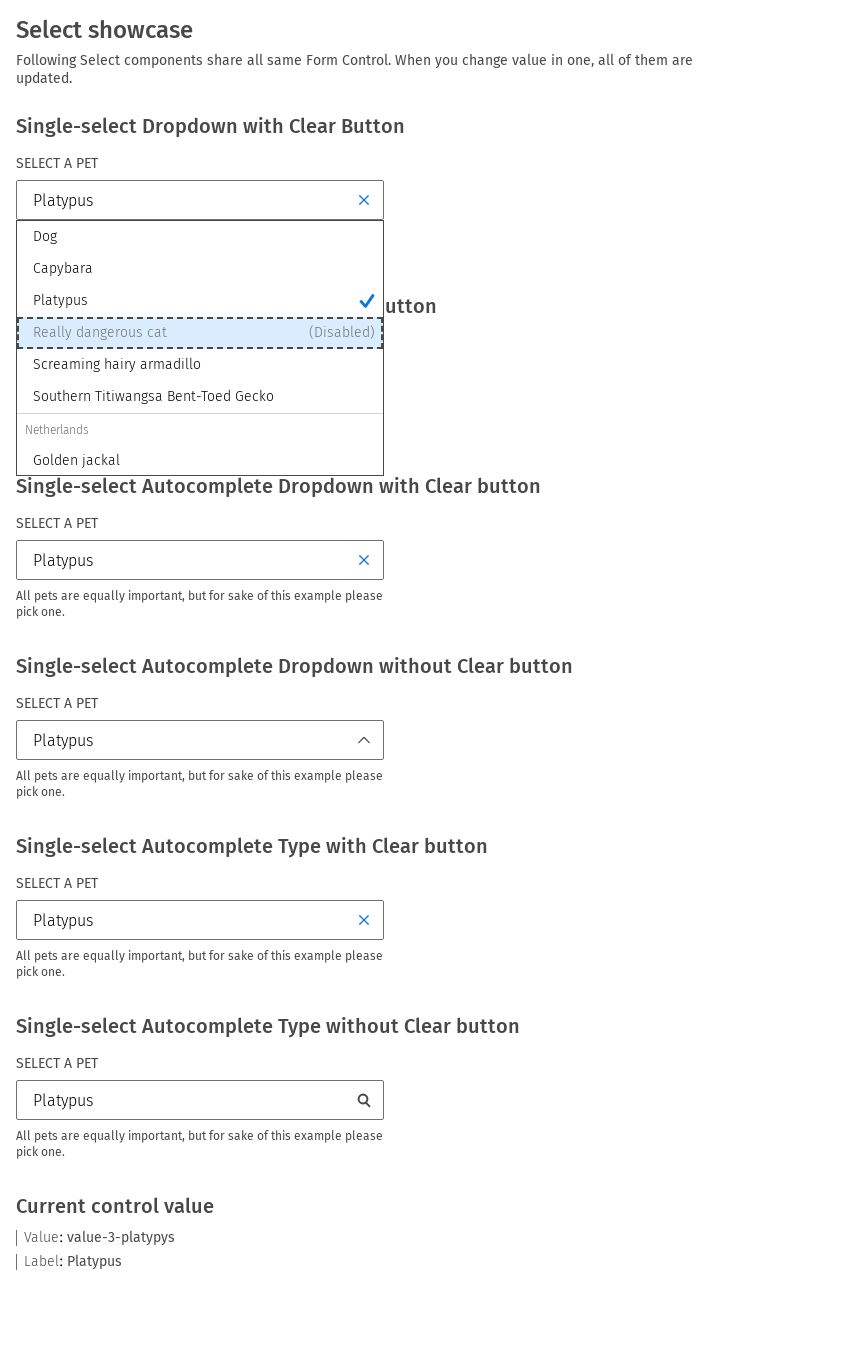 Select showcase
Following Select components share all same Form Control. When you change value in one, all of them are
updated.
Single-select Dropdown with Clear Button
SELECT A PET
Platypus
Dog
Capybara
Platypus
utton
Really dangerous cat (Disabled)
Screaming hairy armadillo
Southern Titiwangsa Bent-Toed Gecko
Netherlands
Golden jackal
Single-select Autocomplete Dropdown with Clear button
SELECT A PET
Platypus
All pets are equally important, but for sake of this example please
pick one.
Single-select Autocomplete Dropdown without Clear button
SELECT A PET
Platypus
All pets are equally important, but for sake of this example please
pick one.
Single-select Autocomplete Type with Clear button
SELECT A PET
Platypus
All pets are equally important, but for sake of this example please
pick one.
Single-select Autocomplete Type without Clear button
SELECT A PET
Platypus
All pets are equally important, but for sake of this example please
pick one.
Current control value
Value: value-3-platypys
Label: Platypus